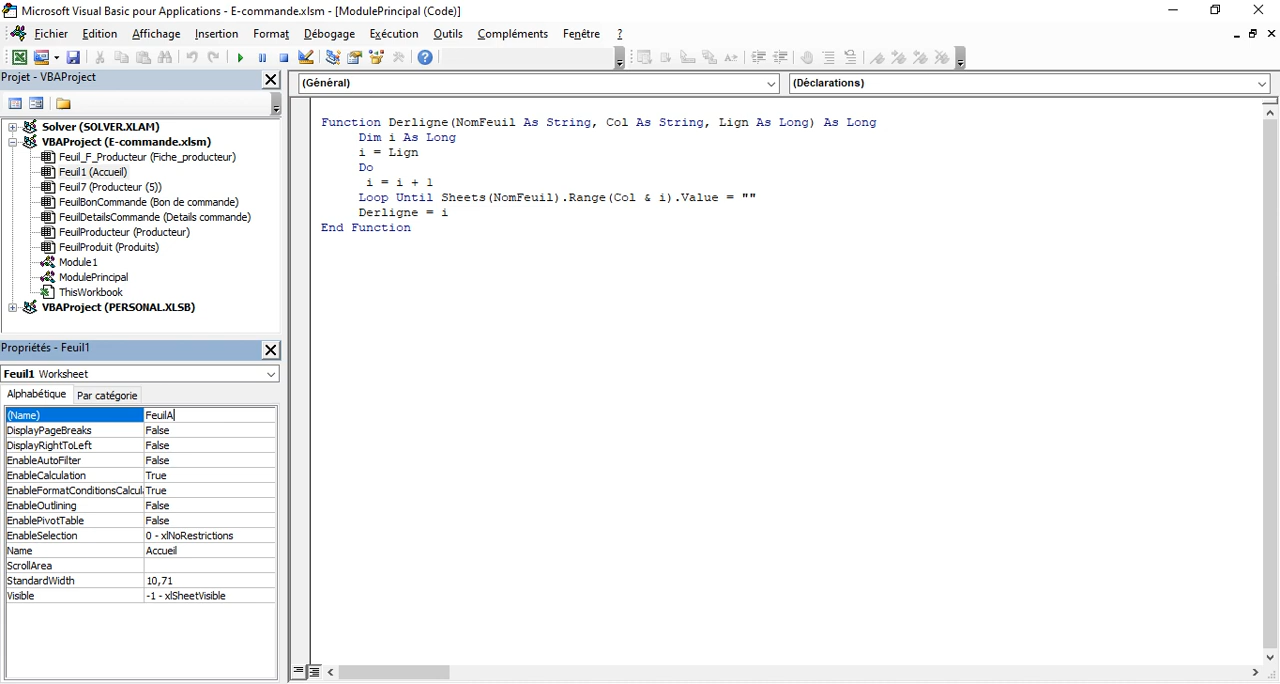 Microsoft Visual Basic pour Applications - E-commande.xlsm - [ModulePrincipal (Code)]
Fichier Edition Affichage Insertion Format Débogage Exécution Outils Compléments Fenêtre ?
Projet - VBAProject
(Général) (Déclarations)
Solver (SOLVER.XLAM)
VBAProject (E-commande.xlsm)
Feuil_F_Producteur (Fiche_producteur)
Feuil1 (Accueil)
Feuil7 (Producteur (5))
FeuilBonCommande (Bon de commande)
FeuilDetailsCommande (Details commande)
FeuilProducteur (Producteur)
FeuilProduit (Produits)
Module1
ModulePrincipal
ThisWorkbook
VBAProject (PERSONAL.XLSB)
Propriétés - Feuil1
Feuil1 Worksheet
Alphabétique Par catégorie
(Name) FeuilA
DisplayPageBreaks False
DisplayRightToLeft False
EnableAutoFilter False
EnableCalculation True
EnableFormatConditionsCalcul True
EnableOutlining False
EnablePivotTable False
EnableSelection 0 - xlNoRestrictions
Name Accueil
ScrollArea
StandardWidth 10,71
Visible -1 - xlSheetVisible
Function Derligne(NomFeuil As String, Col As String, Lign As Long) As Long
Dim i As Long
i = Lign
Do
i = i + 1
Loop Until Sheets(NomFeuil).Range(Col & i).Value = ""
Derligne = i
End Function